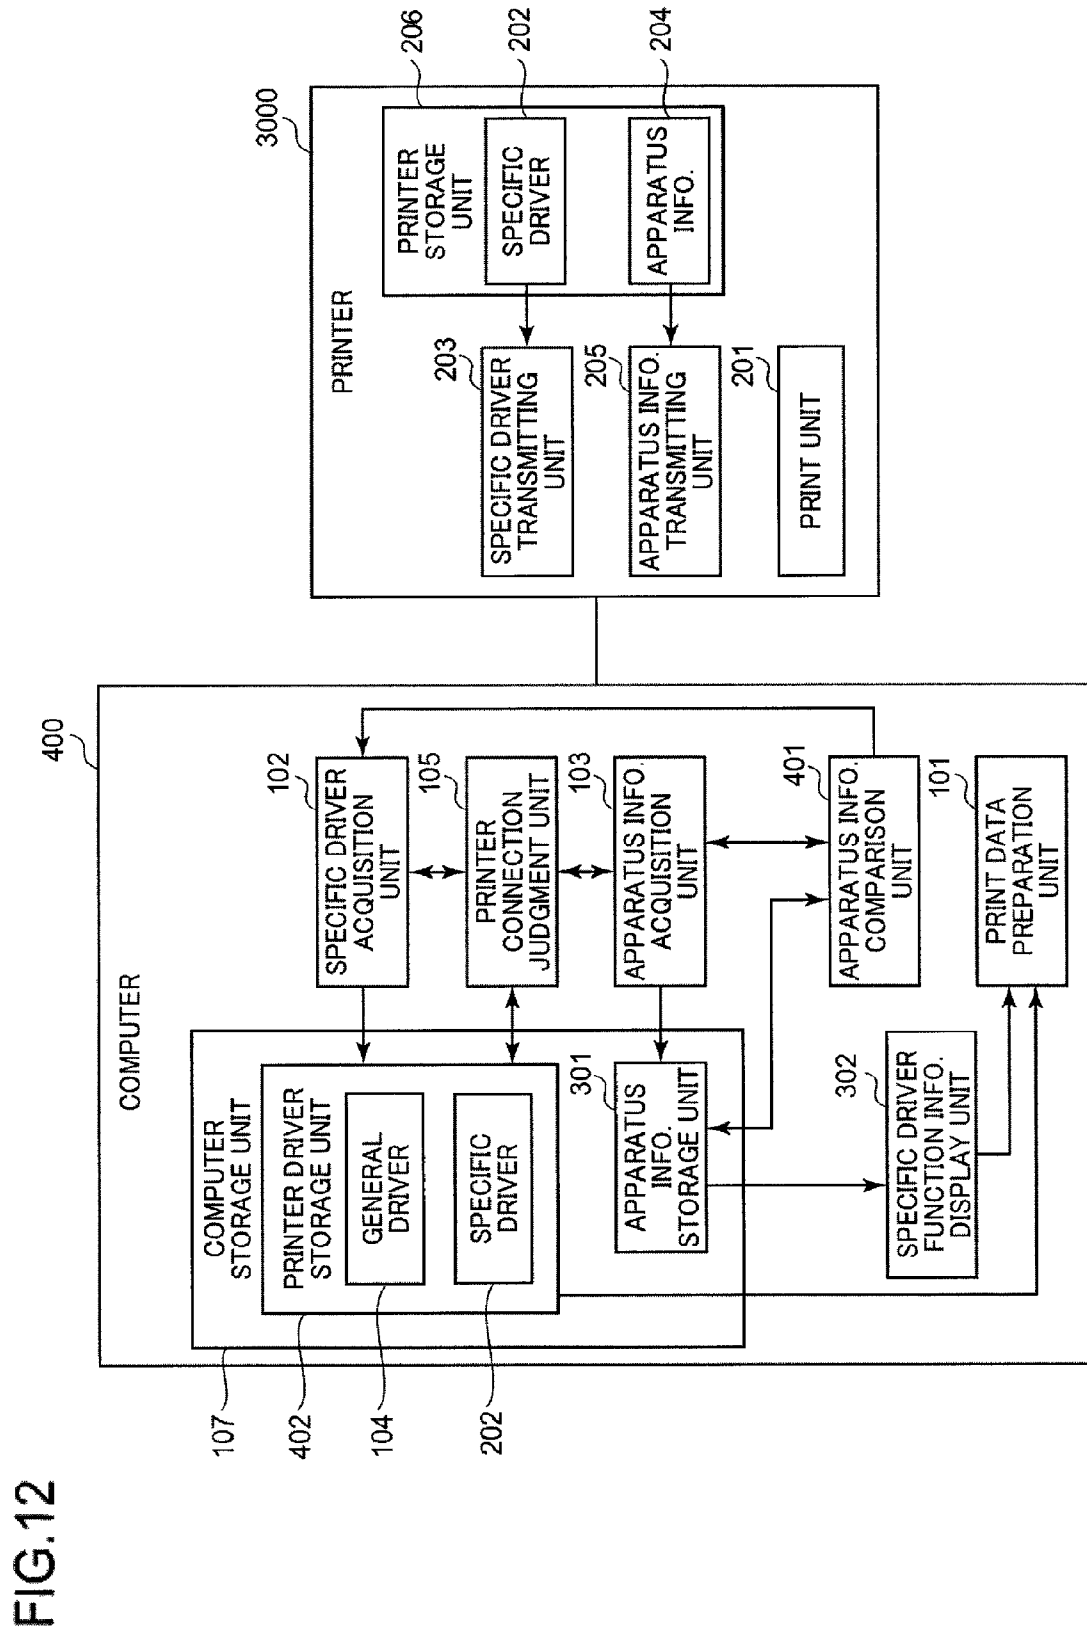 FIG.12
COMPUTER
400
107
COMPUTER
STORAGE UNIT
402
PRINTER DRIVER
STORAGE UNIT
104
GENERAL
DRIVER
202
SPECIFIC
DRIVER
301
APPARATUS
INFO.
STORAGE UNIT
302
SPECIFIC DRIVER
FUNCTION INFO.
DISPLAY UNIT
102
SPECIFIC DRIVER
ACQUISITION
UNIT
105
PRINTER
CONNECTION
JUDGMENT UNIT
103
APPARATUS INFO.
ACQUISITION
UNIT
401
APPARATUS INFO.
COMPARISON
UNIT
101
PRINT DATA
PREPARATION
UNIT
3000
PRINTER
203
SPECIFIC DRIVER
TRANSMITTING
UNIT
205
APPARATUS INFO.
TRANSMITTING
UNIT
201
PRINT UNIT
206
PRINTER
STORAGE
UNIT
202
SPECIFIC
DRIVER
204
APPARATUS
INFO.